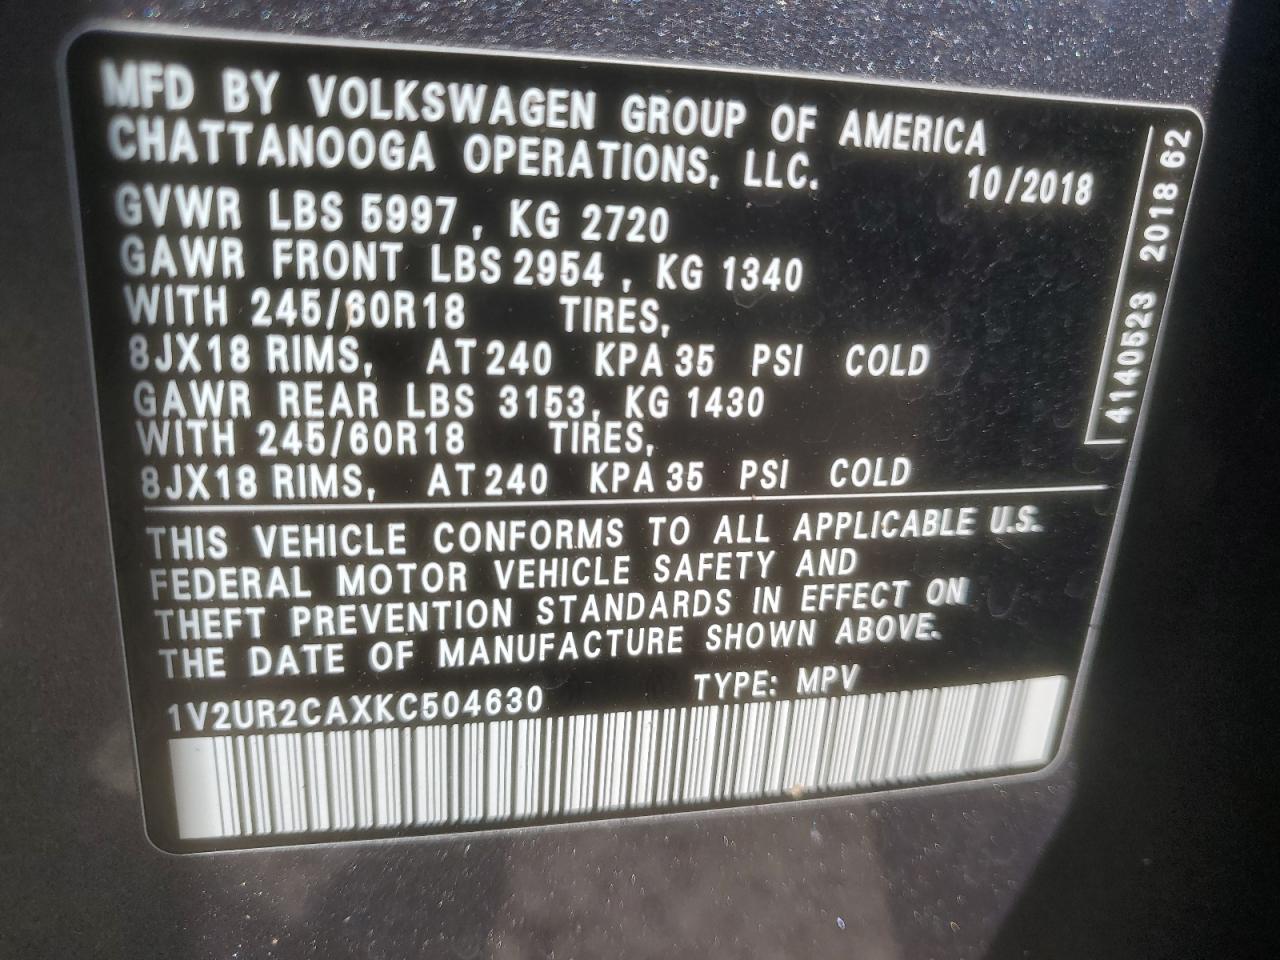 MFD BY VOLKSWAGEN GROUP OF AMERICA
CHATTANOOGA OPERATIONS, LLC.
10/2018
GVWR LBS 5997, KG 2720
GAWR FRONT LBS 2954, KG 1340
WITH 245/60R18 TIRES,
8JX18 RIMS, AT 240 KPA 35 PSI COLD
GAWR REAR LBS 3153, KG 1430
WITH 245/60R18 TIRES,
8JX18 RIMS, AT 240 KPA 35 PSI COLD
THIS VEHICLE CONFORMS TO ALL APPLICABLE U.S.
FEDERAL MOTOR VEHICLE SAFETY AND
THEFT PREVENTION STANDARDS IN EFFECT ON
THE DATE OF MANUFACTURE SHOWN ABOVE.
1V2UR2CAXKC504630 TYPE: MPV
4140523 2018 62